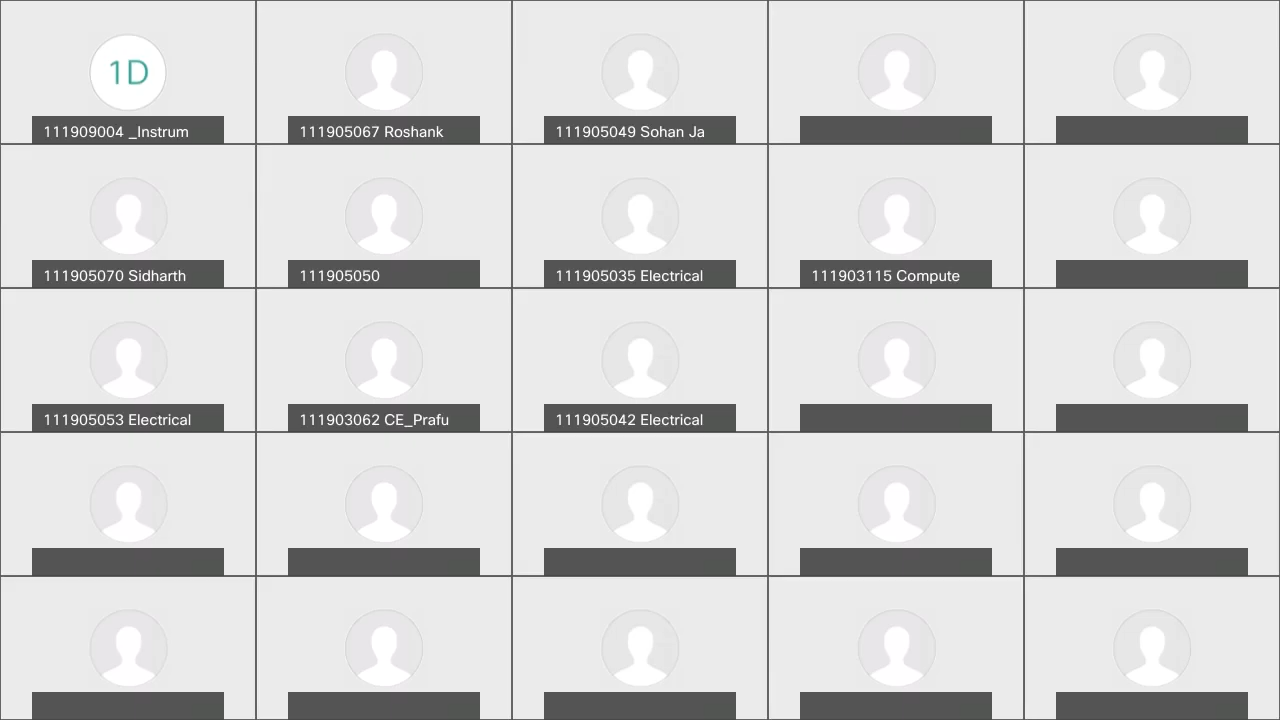 1D
111909004 _Instrum
111905067 Roshank
111905049 Sohan Ja
111905070 Sidharth
111905050
111905035 Electrical
111903115 Compute
111905053 Electrical
111903062 CE_Prafu
111905042 Electrical